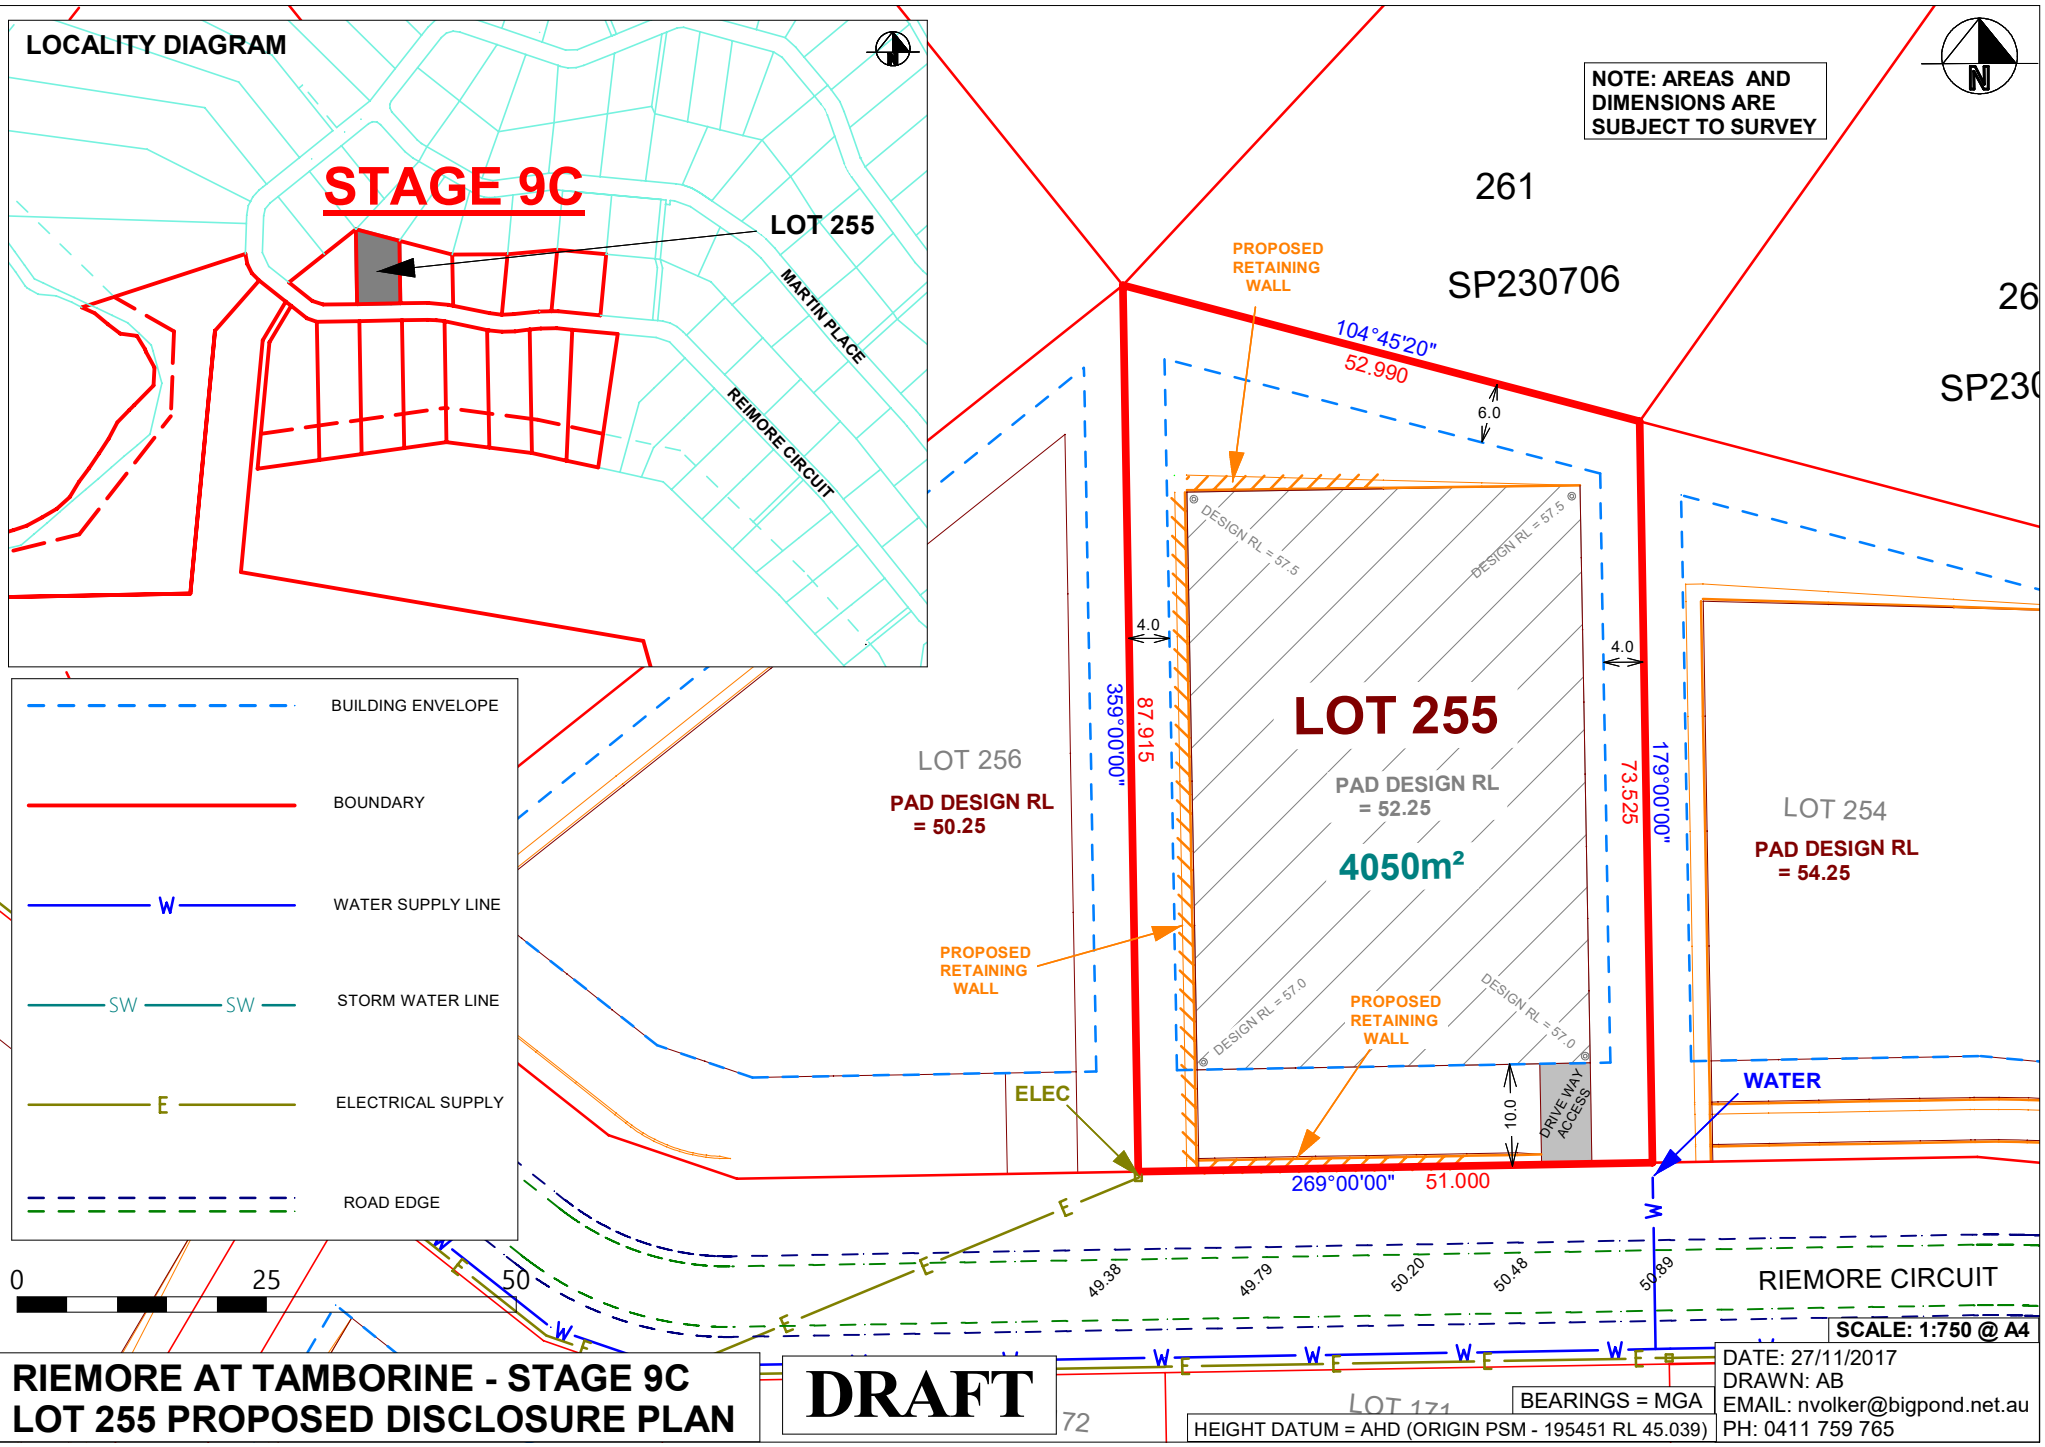 LOCALITY DIAGRAM
N
STAGE 9C
LOT 255
MARTIN PLACE
REIMORE CIRCUIT
N
NOTE: AREAS AND
DIMENSIONS ARE
SUBJECT TO SURVEY
261
SP230706
26
SP230
PROPOSED
RETAINING
WALL
104°45'20"
52.990
6.0
DESIGN RL = 57.5
DESIGN RL = 57.5
4.0
4.0
359°00'00"
87.915
LOT 255
PAD DESIGN RL
= 52.25
4050m²
73.525
179°00'00"
LOT 256
PAD DESIGN RL
= 50.25
LOT 254
PAD DESIGN RL
= 54.25
PROPOSED
RETAINING
WALL
DESIGN RL = 57.0
PROPOSED
RETAINING
WALL
DESIGN RL = 57.0
10.0
DRIVE WAY
ACCESS
ELEC
WATER
269°00'00"
51.000
BUILDING ENVELOPE
BOUNDARY
W
WATER SUPPLY LINE
SW SW
STORM WATER LINE
E
ELECTRICAL SUPPLY
ROAD EDGE
0 25 50
E
E
E
E
E
W
W
W
49.38
49.79
50.20
50.48
50.89
RIEMORE CIRCUIT
W W W W
E E E E
SCALE: 1:750 @ A4
RIEMORE AT TAMBORINE - STAGE 9C
LOT 255 PROPOSED DISCLOSURE PLAN
DRAFT
72
LOT 171
BEARINGS = MGA
HEIGHT DATUM = AHD (ORIGIN PSM - 195451 RL 45.039)
DATE: 27/11/2017
DRAWN: AB
EMAIL: nvolker@bigpond.net.au
PH: 0411 759 765